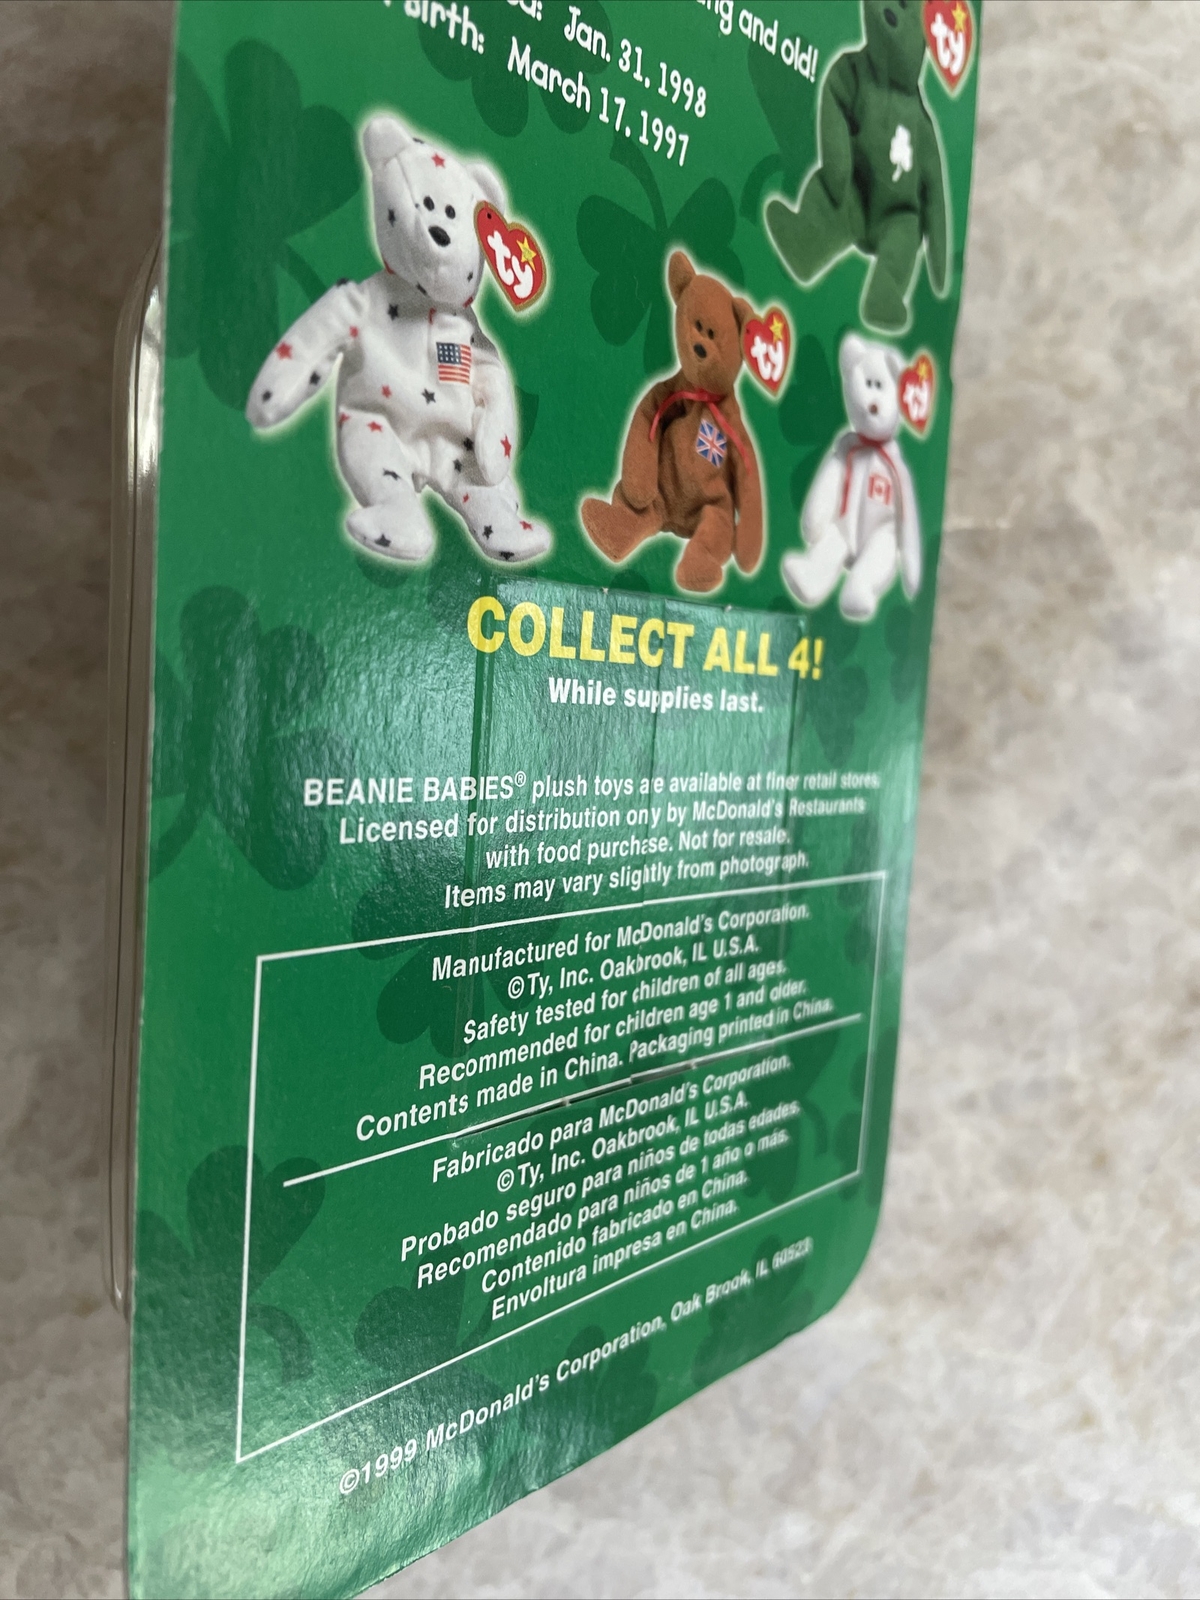 and old!
Jan. 31, 1998
Birth: March 17, 1997
ty
ty
ty
ty
COLLECT ALL 4!
While supplies last.
BEANIE BABIES® plush toys are available at finer retail stores.
Licensed for distribution only by McDonald's Restaurants
with food purchase. Not for resale.
Items may vary slightly from photograph.
Manufactured for McDonald's Corporation.
©Ty, Inc. Oakbrook, IL U.S.A.
Safety tested for children of all ages.
Recommended for children age 1 and older.
Contents made in China. Packaging printed in China.
Fabricado para McDonald's Corporation.
©Ty, Inc. Oakbrook, IL U.S.A.
Probado seguro para niños de todas edades.
Recomendado para niños de 1 año o más.
Contenido fabricado en China.
Envoltura impresa en China.
©1999 McDonald's Corporation, Oak Brook, IL 60523